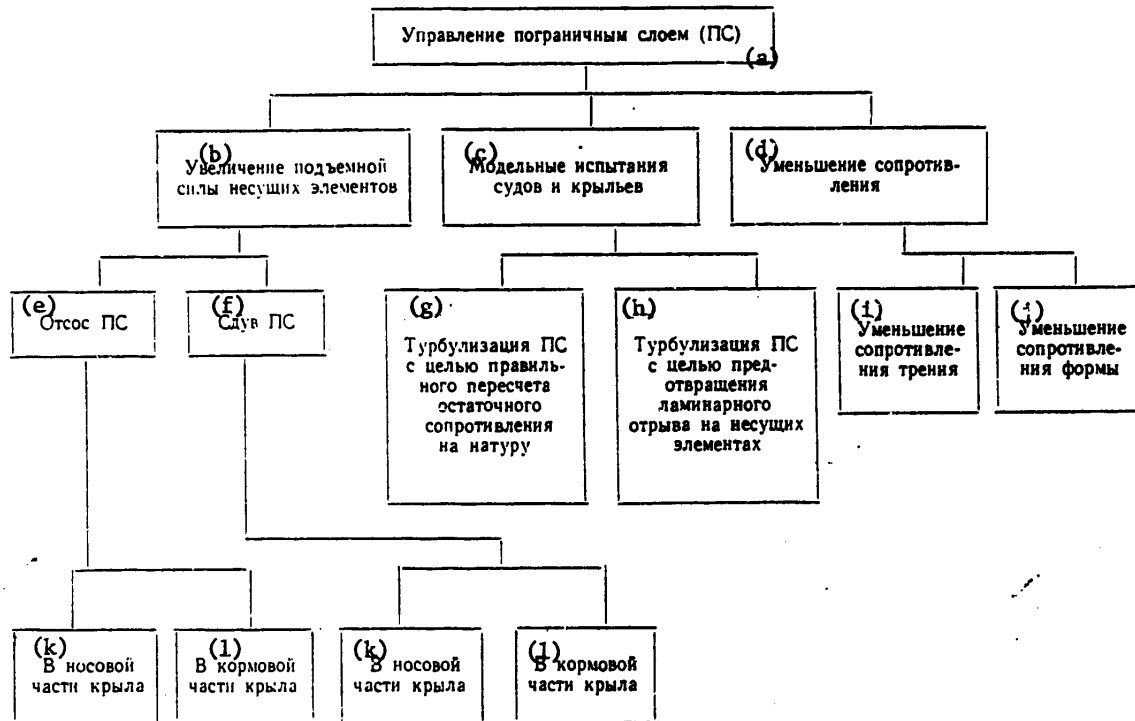 Управление пограничным слоем (ПС)
(a)
(b)
Увеличение подъемной
силы несущих элементов
(c)
Модельные испытания
судов и крыльев
(d)
Уменьшение сопротив-
ления
(e)
Отсос ПС
(f)
Сдув ПС
(g)
Турбулизация ПС
с целью правиль-
ного пересчета
остаточного
сопротивления
на натуру
(h)
Турбулизация ПС
с целью пред-
отвращения
ламинарного
отрыва на несущих
элементах
(i)
Уменьшение
сопротивле-
ния трения
(j)
Уменьшение
сопротивле-
ния формы
(k)
В носовой
части крыла
(l)
В кормовой
части крыла
(k)
В носовой
части крыла
(l)
В кормовой
части крыла